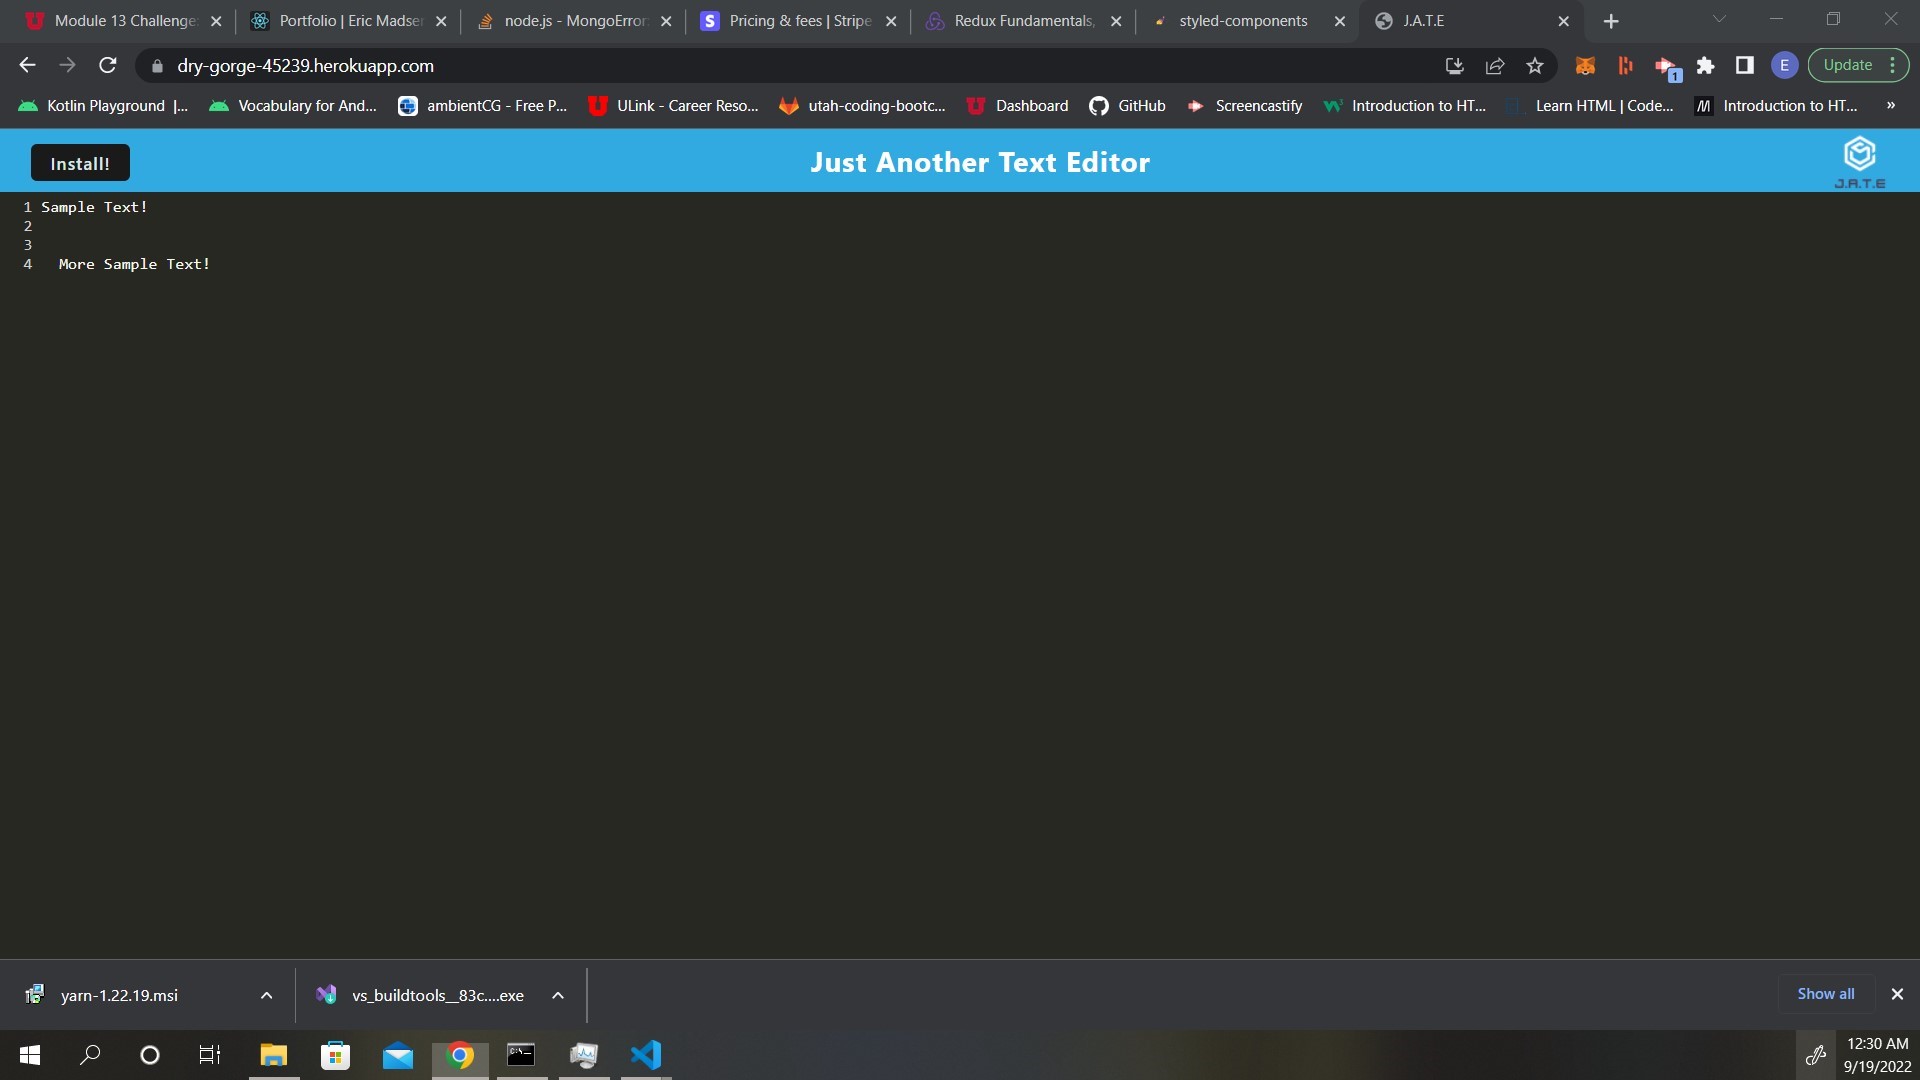 Module 13 Challenge:
Portfolio | Eric Madser
node.js - MongoError:
S Pricing & fees | Stripe
Redux Fundamentals,
styled-components
J.A.T.E
dry-gorge-45239.herokuapp.com
1
E
Update
Kotlin Playground |...
Vocabulary for And...
ambientCG - Free P...
ULink - Career Reso...
utah-coding-bootc...
Dashboard
GitHub
Screencastify
Introduction to HT...
Learn HTML | Code...
Introduction to HT...
»
Install!
Just Another Text Editor
J.A.T.E
1 Sample Text!
2
3
4 More Sample Text!
yarn-1.22.19.msi
vs_buildtools__83c....exe
Show all
12:30 AM
9/19/2022